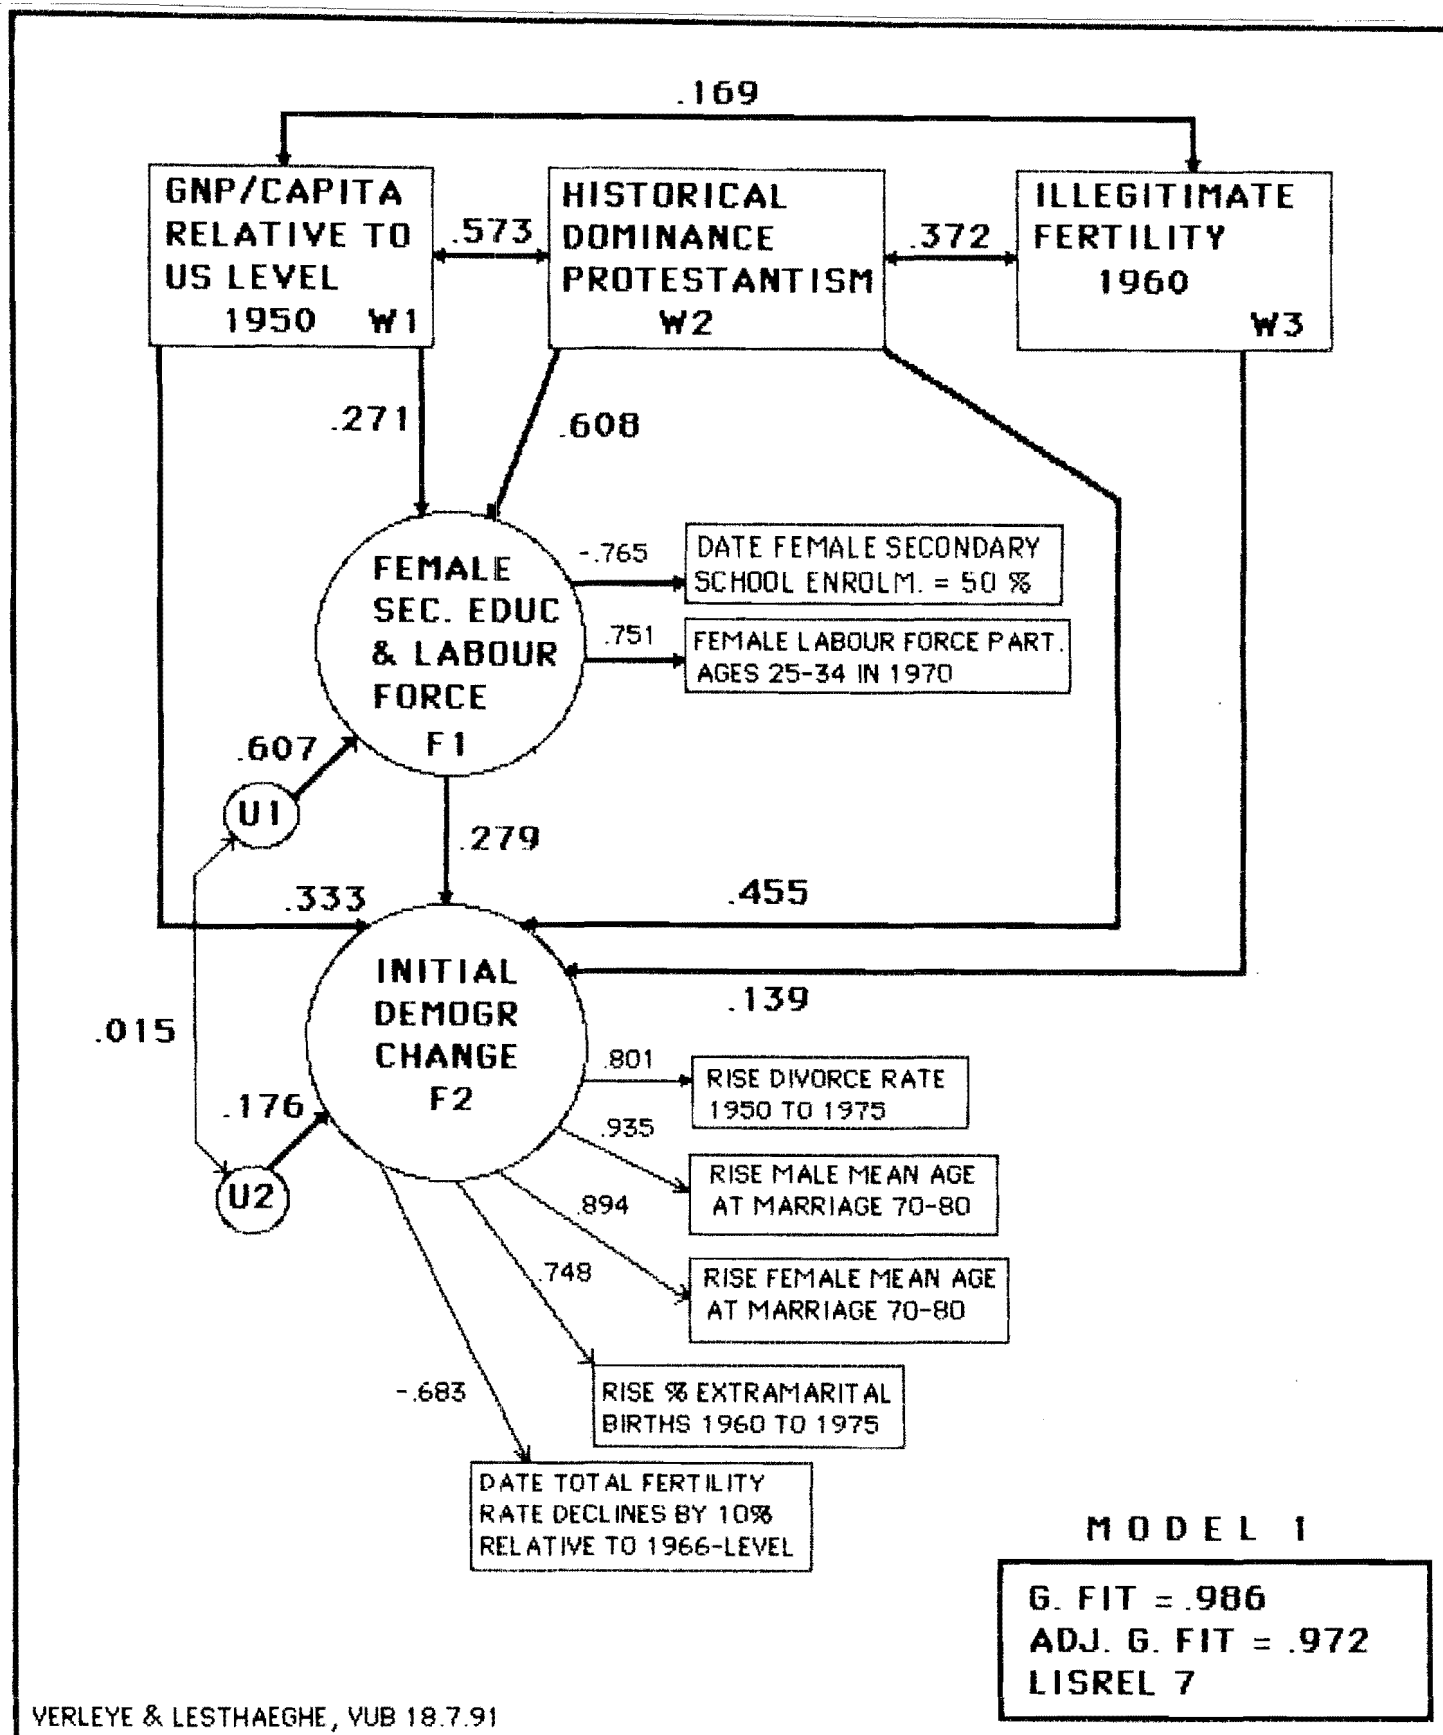 .169
GNP/CAPITA
RELATIVE TO
US LEVEL
1950 W1
.573
HISTORICAL
DOMINANCE
PROTESTANTISM
W2
.372
ILLEGITIMATE
FERTILITY
1960
W3
.271
.608
FEMALE
SEC. EDUC
& LABOUR
FORCE
F1
-.765
DATE FEMALE SECONDARY
SCHOOL ENROLM. = 50 %
.751
FEMALE LABOUR FORCE PART.
AGES 25-34 IN 1970
.607
U1
.279
.333
.455
.139
.015
INITIAL
DEMOGR
CHANGE
F2
.176
U2
.801
RISE DIVORCE RATE
1950 TO 1975
.935
RISE MALE MEAN AGE
AT MARRIAGE 70-80
.894
RISE FEMALE MEAN AGE
AT MARRIAGE 70-80
.748
RISE % EXTRAMARITAL
BIRTHS 1960 TO 1975
-.683
DATE TOTAL FERTILITY
RATE DECLINES BY 10%
RELATIVE TO 1966-LEVEL
MODEL 1
G. FIT = .986
ADJ. G. FIT = .972
LISREL 7
VERLEYE & LESTHAEGHE, VUB 18.7.91